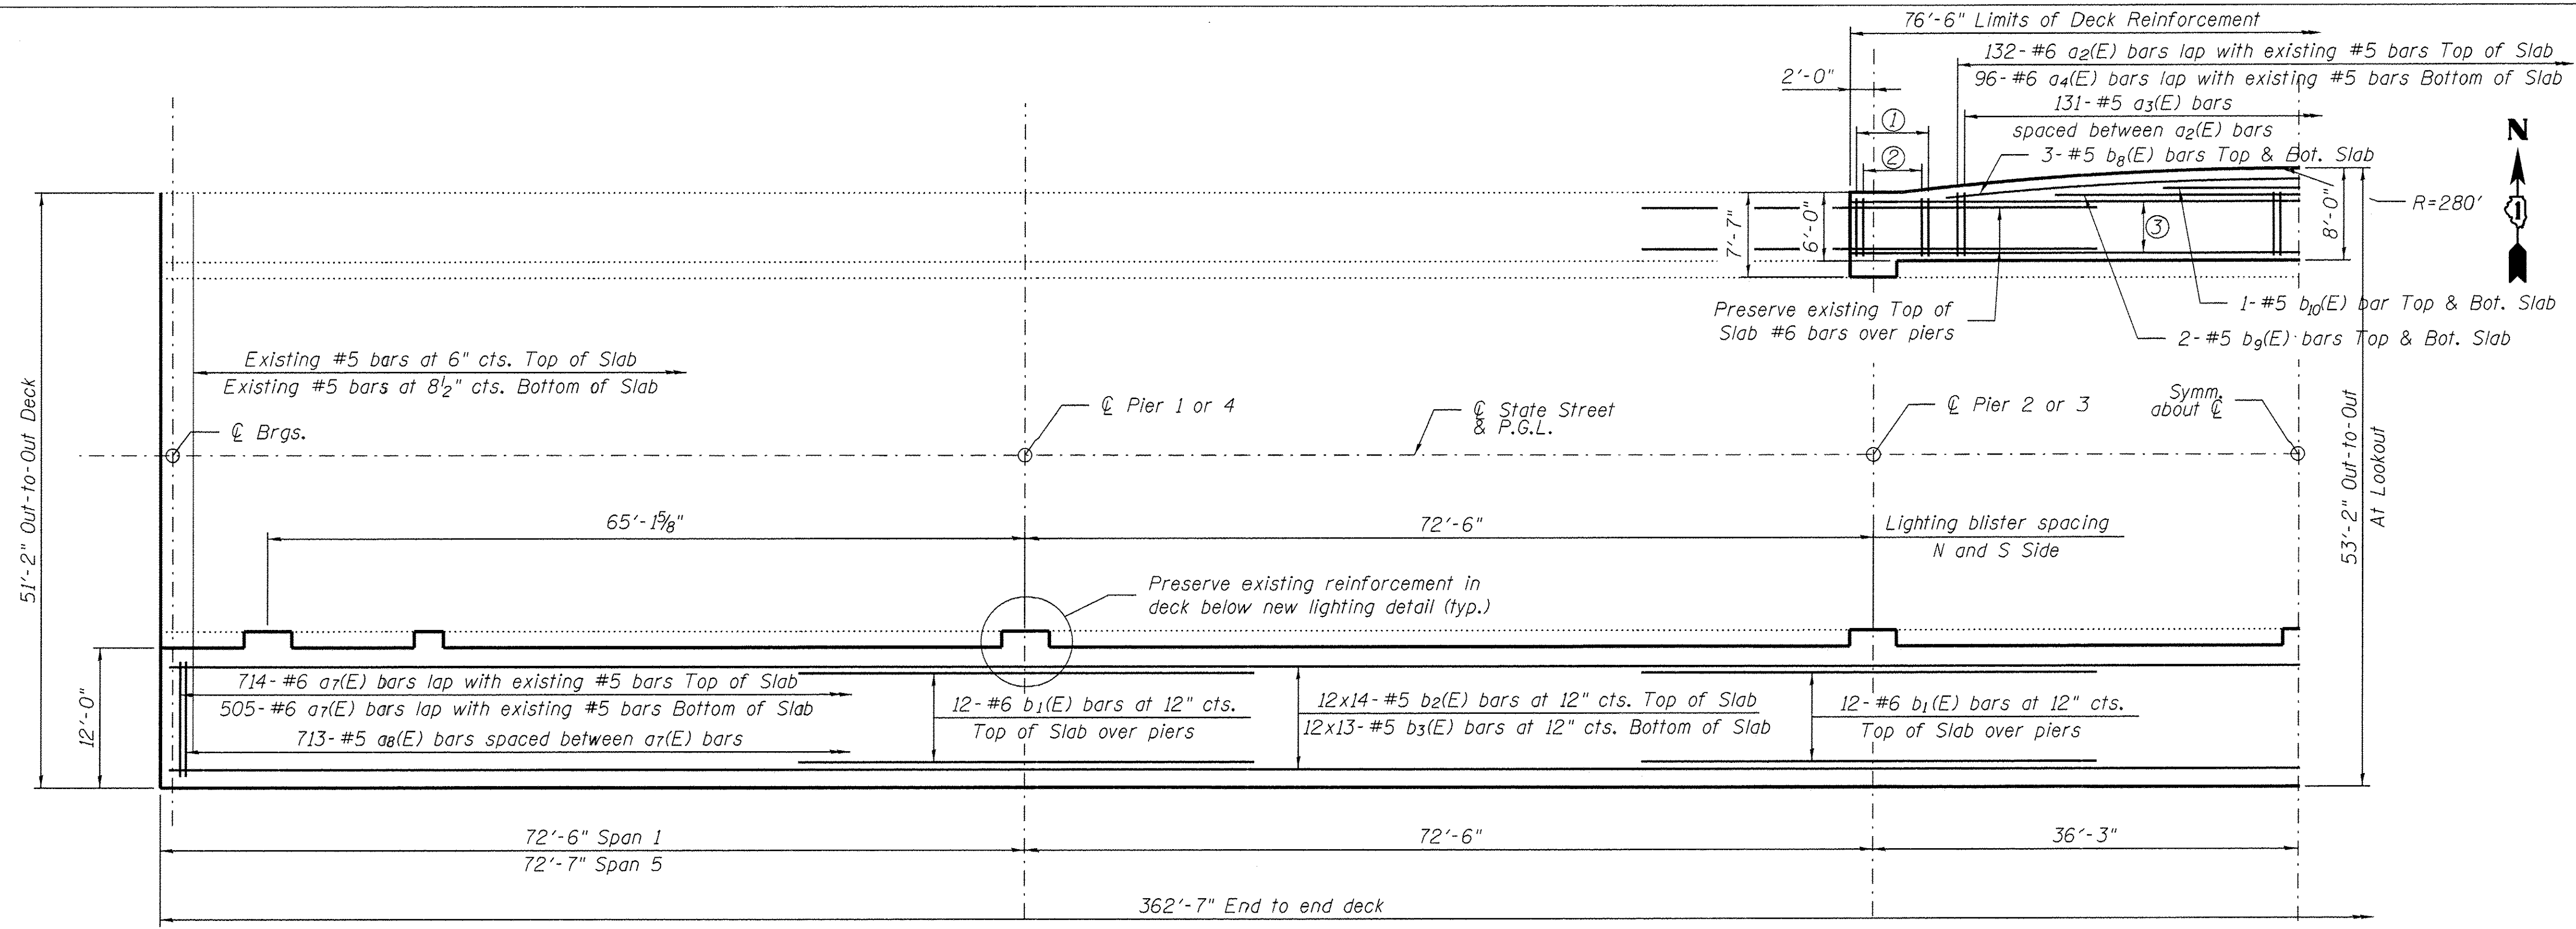 76'-6" Limits of Deck Reinforcement
132-#6 a2(E) bars lap with existing #5 bars Top of Slab
96-#6 a4(E) bars lap with existing #5 bars Bottom of Slab
2'-0"
131-#5 a3(E) bars
spaced between a2(E) bars
3-#5 b8(E) bars Top & Bot. Slab
1
2
N
1
7'-7"
6'-0"
3
8'-0"
R=280'
Preserve existing Top of
Slab #6 bars over piers
1-#5 b10(E) bar Top & Bot. Slab
2-#5 b9(E) bars Top & Bot. Slab
Existing #5 bars at 6" cts. Top of Slab
Existing #5 bars at 8½" cts. Bottom of Slab
51'-2" Out-to-Out Deck
℄ Brgs.
℄ Pier 1 or 4
℄ State Street
& P.G.L.
℄ Pier 2 or 3
Symm.
about ℄
53'-2" Out-to-Out
At Lookout
65'-1⅝"
72'-6"
Lighting blister spacing
N and S Side
Preserve existing reinforcement in
deck below new lighting detail (typ.)
12'-0"
714-#6 a7(E) bars lap with existing #5 bars Top of Slab
505-#6 a7(E) bars lap with existing #5 bars Bottom of Slab
713-#5 a8(E) bars spaced between a7(E) bars
12-#6 b1(E) bars at 12" cts.
Top of Slab over piers
12x14-#5 b2(E) bars at 12" cts. Top of Slab
12x13-#5 b3(E) bars at 12" cts. Bottom of Slab
12-#6 b1(E) bars at 12" cts.
Top of Slab over piers
72'-6" Span 1
72'-7" Span 5
72'-6"
36'-3"
362'-7" End to end deck